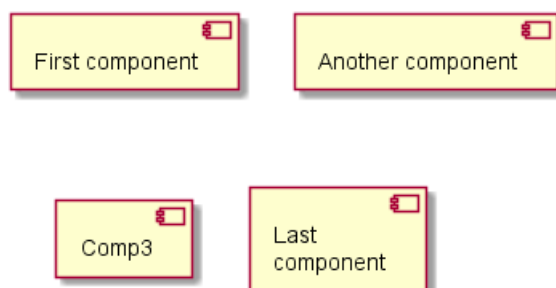 First component
Another component
Comp3
Last
component